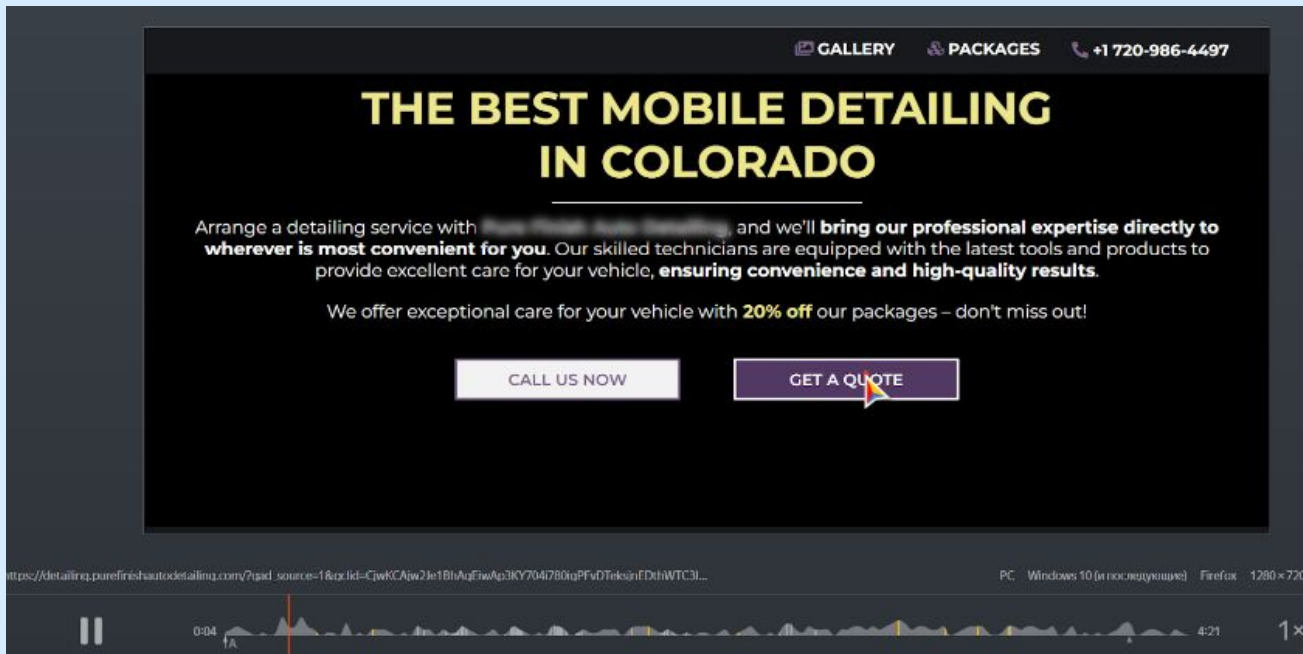 GALLERY PACKAGES +1 720-986-4497
THE BEST MOBILE DETAILING
IN COLORADO
Arrange a detailing service with , and we'll bring our professional expertise directly to
wherever is most convenient for you. Our skilled technicians are equipped with the latest tools and products to
provide excellent care for your vehicle, ensuring convenience and high-quality results.
We offer exceptional care for your vehicle with 20% off our packages – don't miss out!
CALL US NOW GET A QUOTE
PC Windows 10 (и последующие) Firefox 1280×720
0:04 A 4:21 1×